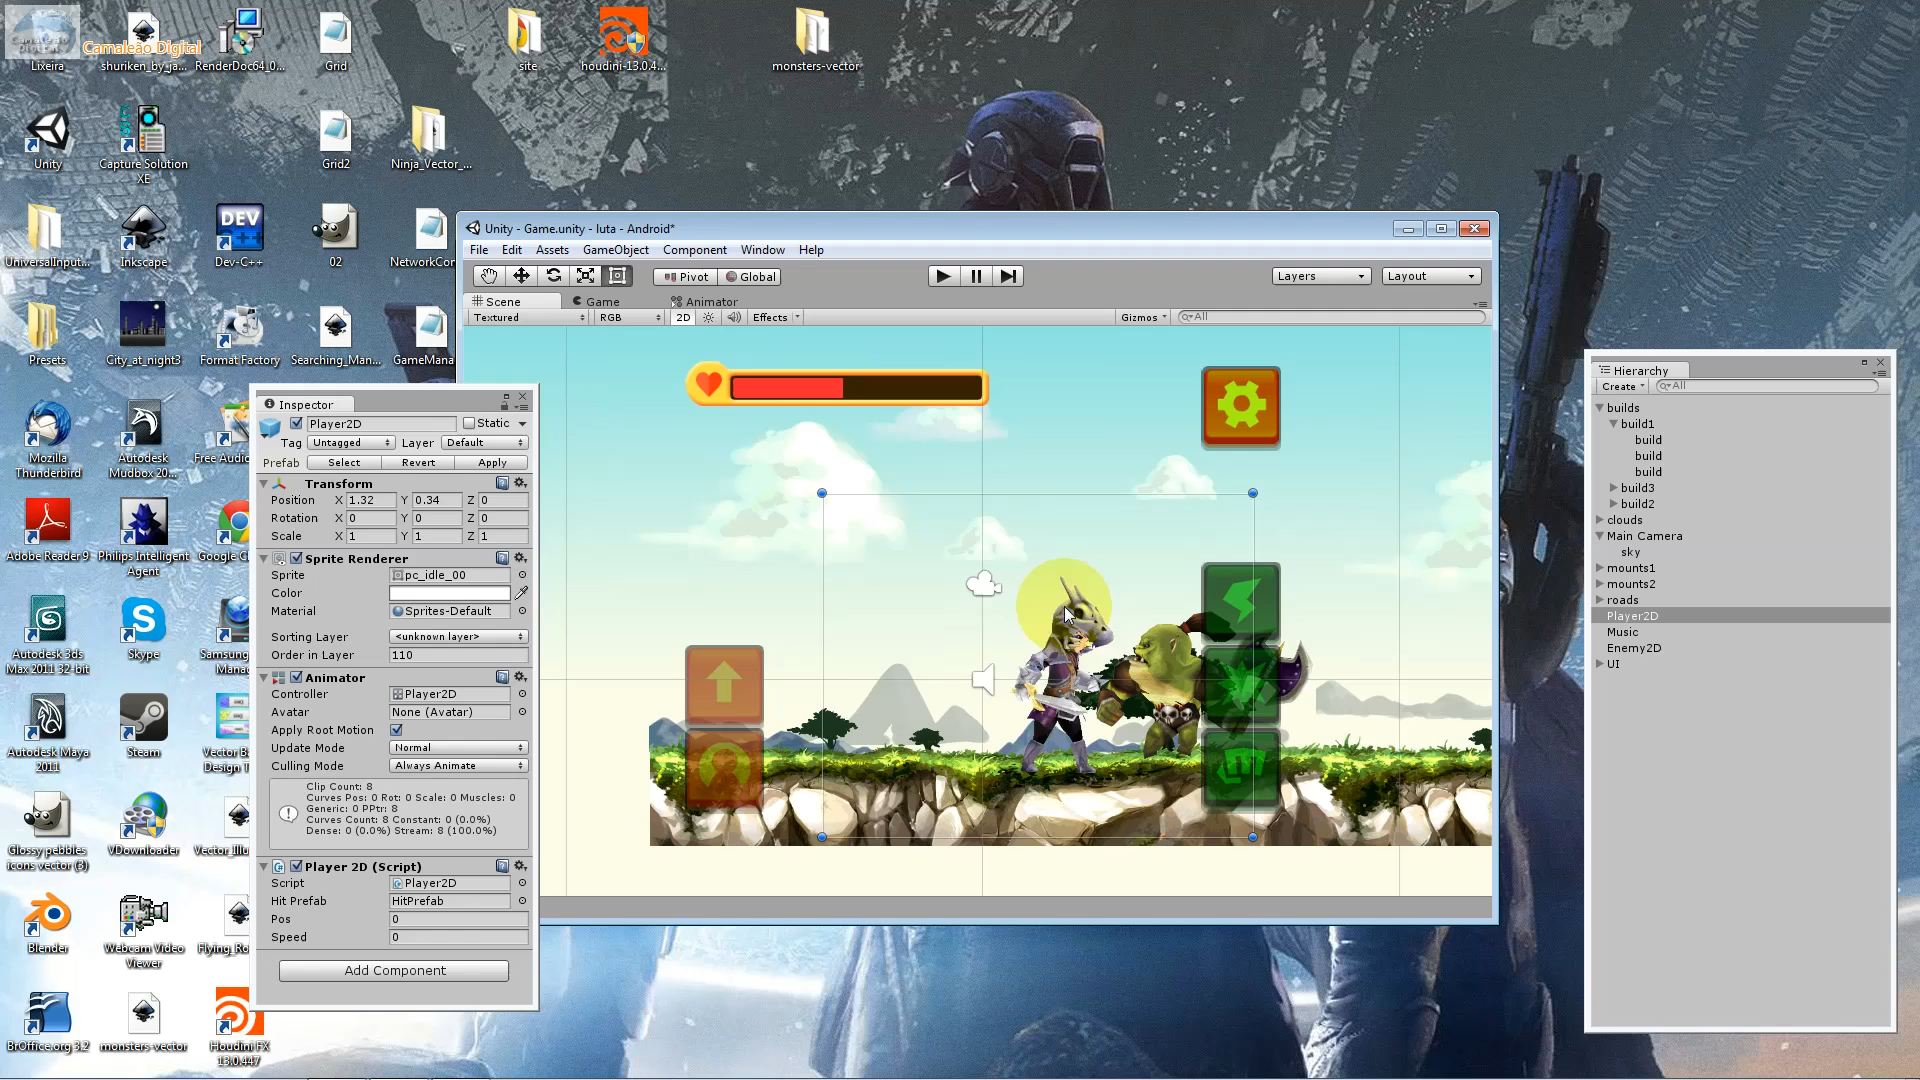 Camaleão Digital
Lixeira
shuriken_by_ja...
RenderDoc64_0...
Grid
site
houdini-13.0.4...
monsters-vector
Unity
Capture Solution XE
Grid2
Ninja_Vector_...
UniversalInput...
Inkscape
Dev-C++
02
NetworkCon
Presets
City_at_night3
Format Factory
Searching_Man...
GameMana
Mozilla Thunderbird
Autodesk Mudbox 20...
Free Audio
Adobe Reader 9
Philips Intelligent Agent
Google C
Autodesk 3ds Max 2011 32-bit
Skype
Samsung
Mana
Autodesk Maya 2011
Steam
Vector B
Design T
Glossy pebbles icons vector (3)
VDownloader
Vector_Illu
Blender
Webcam Video Viewer
Flying_Ro
BrOffice.org 3.2
monsters-vector
Houdini FX 13.0.447
Unity - Game.unity - luta - Android*
File Edit Assets GameObject Component Window Help
Pivot Global Layers Layout
Scene Game Animator
Textured RGB 2D Effects Gizmos All
Inspector
Player2D Static
Tag Untagged Layer Default
Prefab Select Revert Apply
Transform
Position X 1.32 Y 0.34 Z 0
Rotation X 0 Y 0 Z 0
Scale X 1 Y 1 Z 1
Sprite Renderer
Sprite pc_idle_00
Color
Material Sprites-Default
Sorting Layer <unknown layer>
Order in Layer 110
Animator
Controller Player2D
Avatar None (Avatar)
Apply Root Motion
Update Mode Normal
Culling Mode Always Animate
Clip Count: 8
Curves Pos: 0 Rot: 0 Scale: 0 Muscles: 0
Generic: 0 PPtr: 8
Curves Count: 8 Constant: 0 (0.0%)
Dense: 0 (0.0%) Stream: 8 (100.0%)
Player 2D (Script)
Script Player2D
Hit Prefab HitPrefab
Pos 0
Speed 0
Add Component
Hierarchy
Create All
builds
build1
build
build
build
build3
build2
clouds
Main Camera
sky
mounts1
mounts2
roads
Player2D
Music
Enemy2D
UI